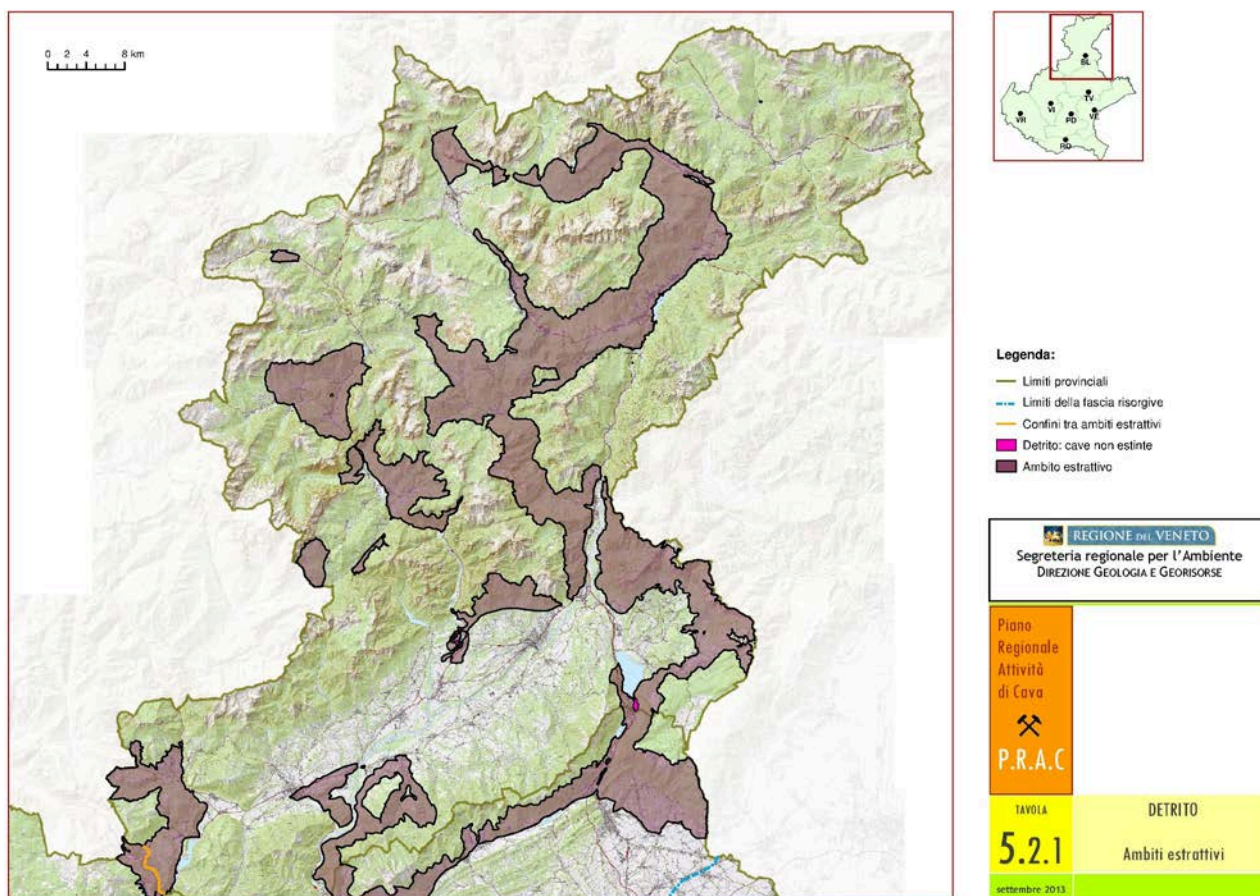 0 2 4 8 km
BL
TV
VI
VR
PD
VE
RO
Legenda:
Limiti provinciali
Limiti della fascia risorgive
Confini tra ambiti estrattivi
Detrito: cave non estinte
Ambito estrattivo
REGIONE DEL VENETO
Segreteria regionale per l'Ambiente
DIREZIONE GEOLOGIA E GEORISORSE
Piano
Regionale
Attività
di Cava
P.R.A.C
TAVOLA
5.2.1
settembre 2013
DETRITO
Ambiti estrattivi